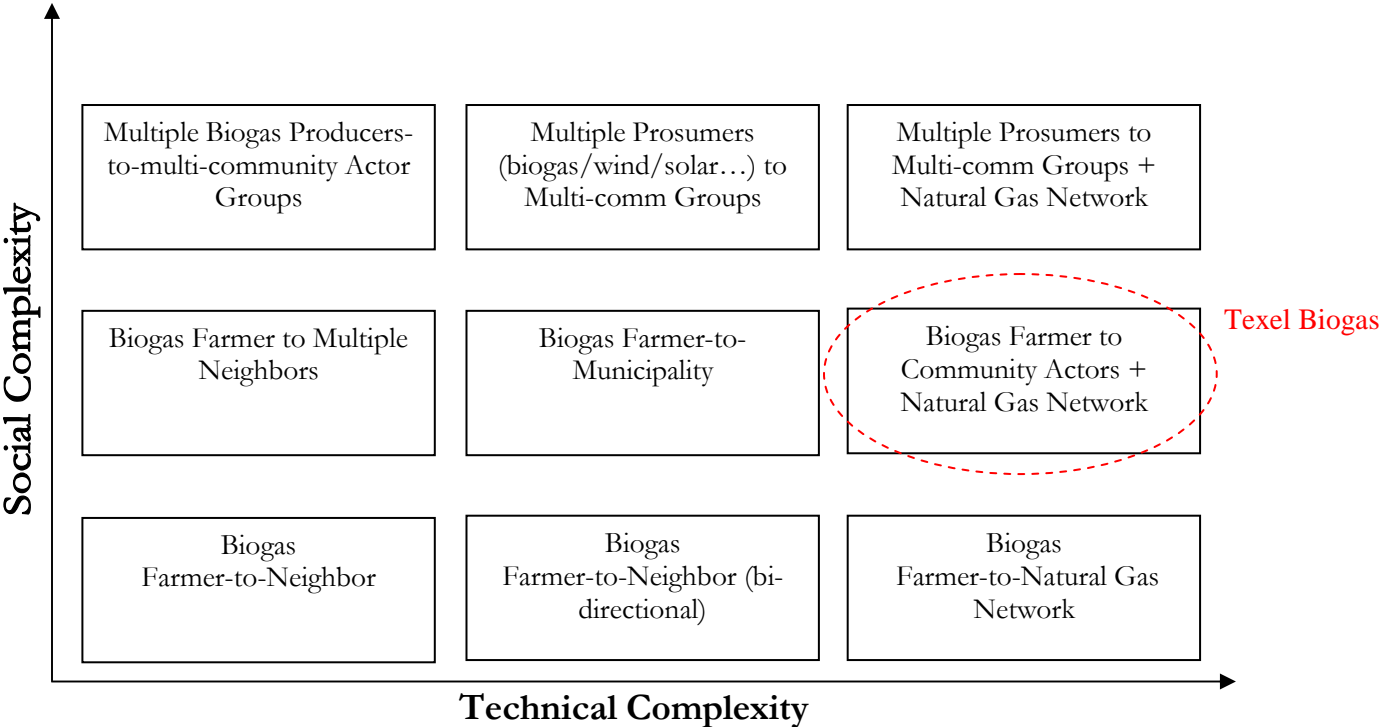 Social Complexity
Multiple Biogas Producers-
to-multi-community Actor
Groups
Multiple Prosumers
(biogas/wind/solar…) to
Multi-comm Groups
Multiple Prosumers to
Multi-comm Groups +
Natural Gas Network
Biogas Farmer to Multiple
Neighbors
Biogas Farmer-to-
Municipality
Biogas Farmer to
Community Actors +
Natural Gas Network
Texel Biogas
Biogas
Farmer-to-Neighbor
Biogas
Farmer-to-Neighbor (bi-
directional)
Biogas
Farmer-to-Natural Gas
Network
Technical Complexity